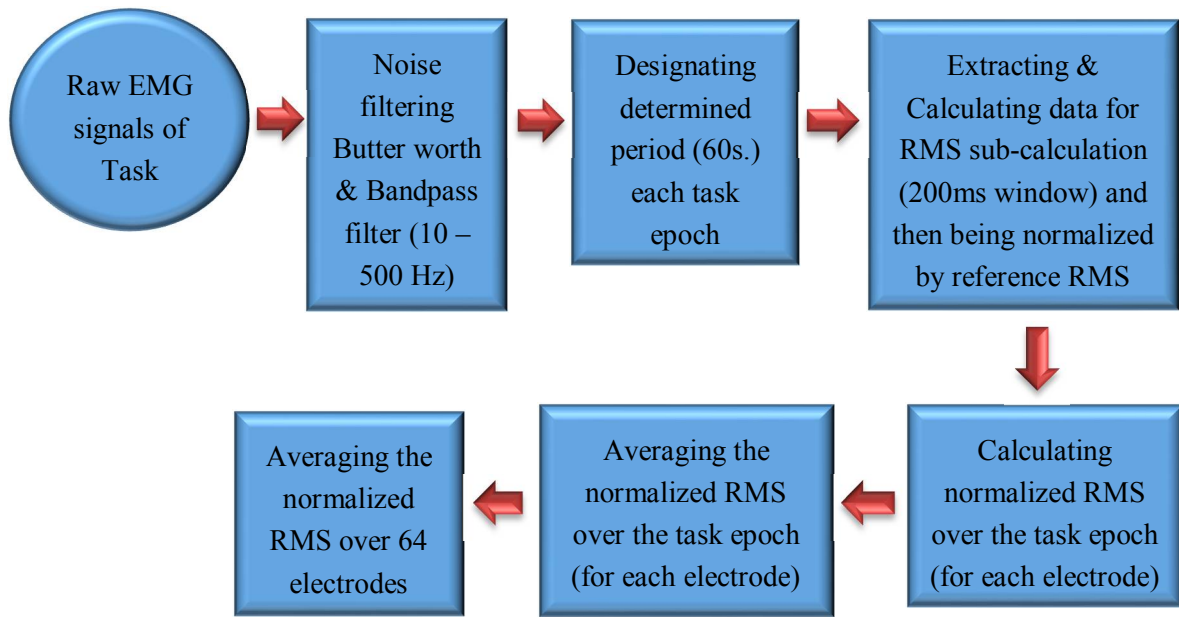 Raw EMG
signals of
Task
Noise
filtering
Butter worth
& Bandpass
filter (10 –
500 Hz)
Designating
determined
period (60s.)
each task
epoch
Extracting &
Calculating data for
RMS sub-calculation
(200ms window) and
then being normalized
by reference RMS
Calculating
normalized RMS
over the task epoch
(for each electrode)
Averaging the
normalized RMS
over the task epoch
(for each electrode)
Averaging the
normalized
RMS over 64
electrodes